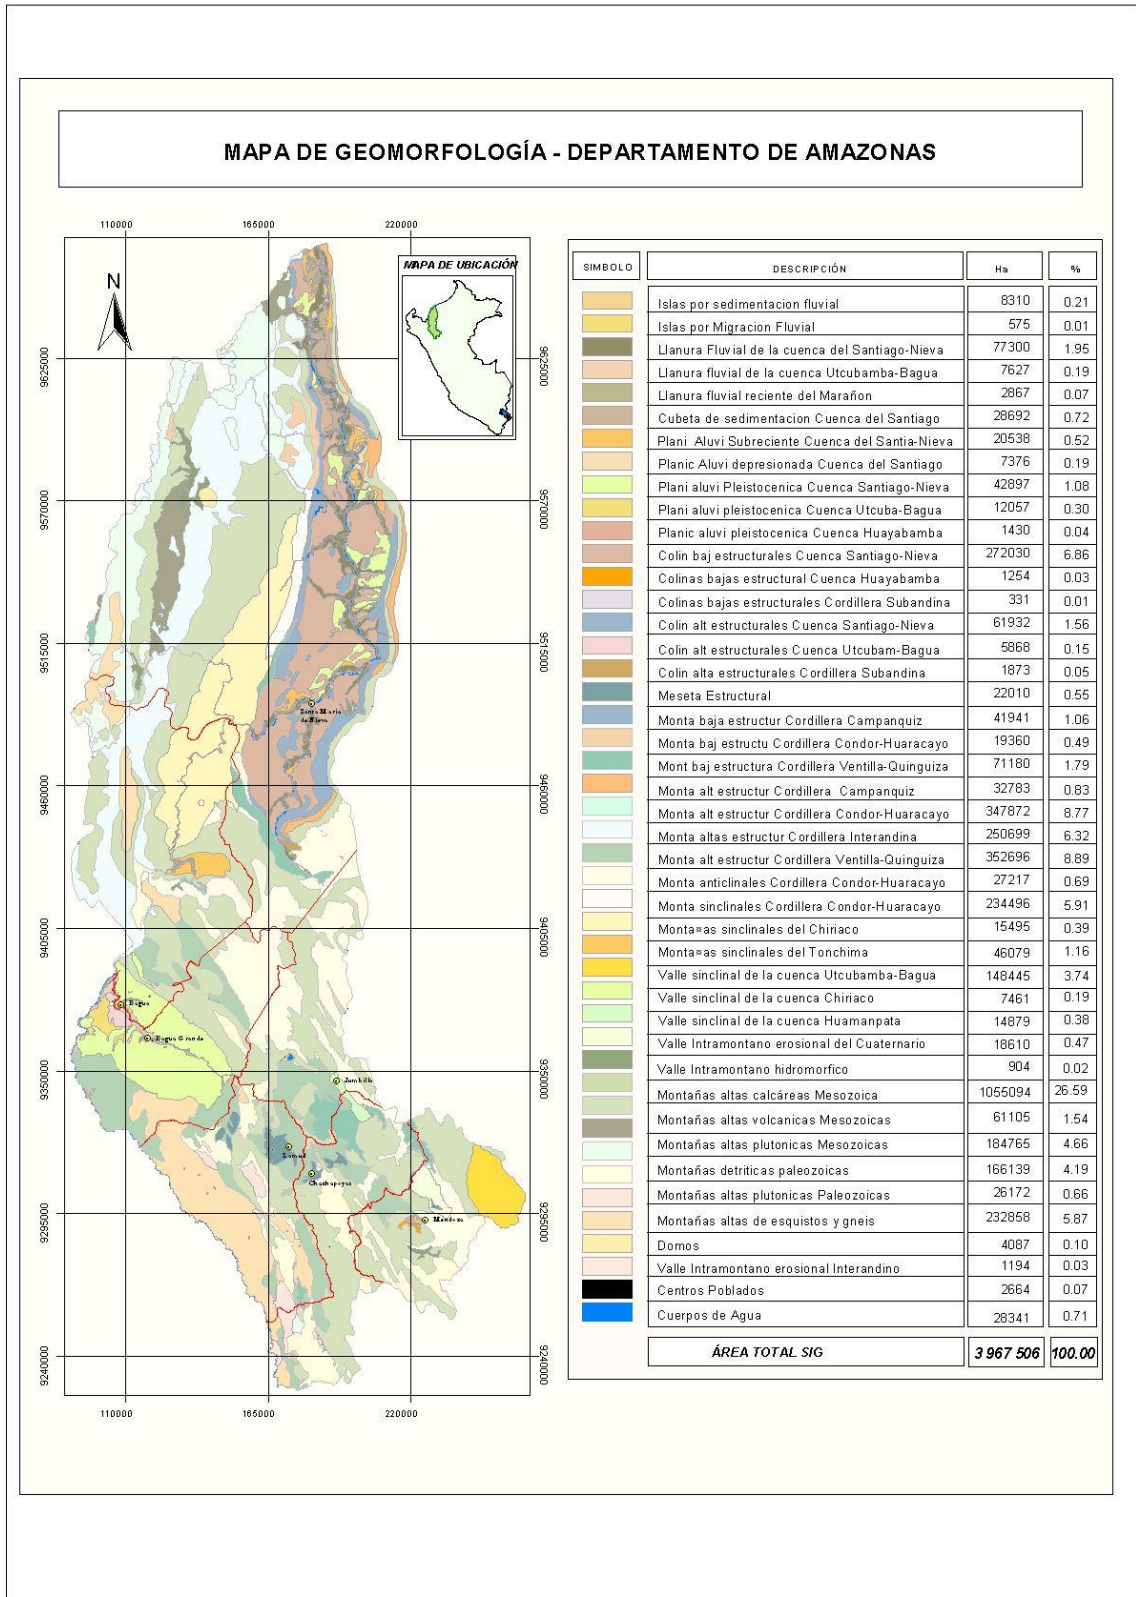 MAPA DE GEOMORFOLOGÍA - DEPARTAMENTO DE AMAZONAS
110000 165000 220000
N
MAPA DE UBICACIÓN
9625000 9625000
9570000 9570000
9515000 9515000
Santa Maria
de Nieva
9460000 9460000
9405000 9405000
Bagua
Bagua Grande
9350000 9350000
Jumbilla
Lamud
Chachapoyas
9295000 9295000
Mendoza
9240000 9240000
110000 165000 220000
SIMBOLO DESCRIPCIÓN Ha %
Islas por sedimentacion fluvial 8310 0.21
Islas por Migracion Fluvial 575 0.01
Llanura Fluvial de la cuenca del Santiago-Nieva 77300 1.95
Llanura fluvial de la cuenca Utcubamba-Bagua 7627 0.19
Llanura fluvial reciente del Marañon 2867 0.07
Cubeta de sedimentacion Cuenca del Santiago 28692 0.72
Plani Aluvi Subreciente Cuenca del Santia-Nieva 20538 0.52
Planic Aluvi depresionada Cuenca del Santiago 7376 0.19
Plani aluvi Pleistocenica Cuenca Santiago-Nieva 42897 1.08
Plani aluvi pleistocenica Cuenca Utcuba-Bagua 12057 0.30
Planic aluvi pleistocenica Cuenca Huayabamba 1430 0.04
Colin baj estructurales Cuenca Santiago-Nieva 272030 6.86
Colinas bajas estructural Cuenca Huayabamba 1254 0.03
Colinas bajas estructurales Cordillera Subandina 331 0.01
Colin alt estructurales Cuenca Santiago-Nieva 61932 1.56
Colin alt estructurales Cuenca Utcubam-Bagua 5868 0.15
Colin alta estructurales Cordillera Subandina 1873 0.05
Meseta Estructural 22010 0.55
Monta baja estructur Cordillera Campanquiz 41941 1.06
Monta baj estructu Cordillera Condor-Huaracayo 19360 0.49
Mont baj estructura Cordillera Ventilla-Quinguiza 71180 1.79
Monta alt estructur Cordillera Campanquiz 32783 0.83
Monta alt estructur Cordillera Condor-Huaracayo 347872 8.77
Monta altas estructur Cordillera Interandina 250699 6.32
Monta alt estructur Cordillera Ventilla-Quinguiza 352696 8.89
Monta anticlinales Cordillera Condor-Huaracayo 27217 0.69
Monta sinclinales Cordillera Condor-Huaracayo 234496 5.91
Monta¤as sinclinales del Chiriaco 15495 0.39
Monta¤as sinclinales del Tonchima 46079 1.16
Valle sinclinal de la cuenca Utcubamba-Bagua 148445 3.74
Valle sinclinal de la cuenca Chiriaco 7461 0.19
Valle sinclinal de la cuenca Huamanpata 14879 0.38
Valle Intramontano erosional del Cuaternario 18610 0.47
Valle Intramontano hidromorfico 904 0.02
Montañas altas calcáreas Mesozoica 1055094 26.59
Montañas altas volcanicas Mesozoicas 61105 1.54
Montañas altas plutonicas Mesozoicas 184765 4.66
Montañas detriticas paleozoicas 166139 4.19
Montañas altas plutonicas Paleozoicas 26172 0.66
Montañas altas de esquistos y gneis 232858 5.87
Domos 4087 0.10
Valle Intramontano erosional Interandino 1194 0.03
Centros Poblados 2664 0.07
Cuerpos de Agua 28341 0.71
ÁREA TOTAL SIG 3 967 506 100.00